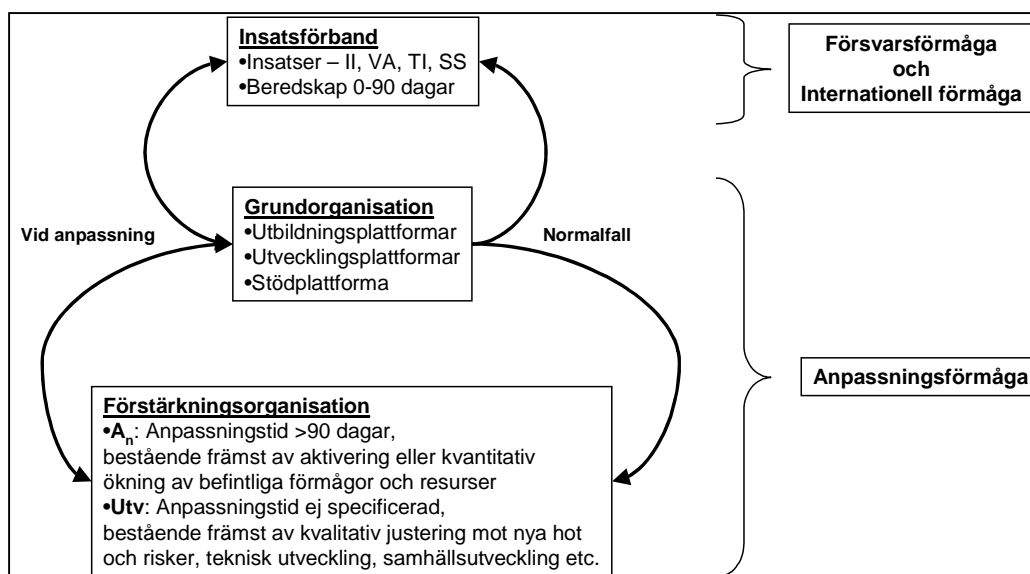 Insatsförband
•Insatser – II, VA, TI, SS
•Beredskap 0-90 dagar
Försvarsförmåga
och
Internationell förmåga
Grundorganisation
•Utbildningsplattformar
•Utvecklingsplattformar
•Stödplattforma
Vid anpassning
Normalfall
Anpassningsförmåga
Förstärkningsorganisation
•An: Anpassningstid >90 dagar,
bestående främst av aktivering eller kvantitativ
ökning av befintliga förmågor och resurser
•Utv: Anpassningstid ej specificerad,
bestående främst av kvalitativ justering mot nya hot
och risker, teknisk utveckling, samhällsutveckling etc.